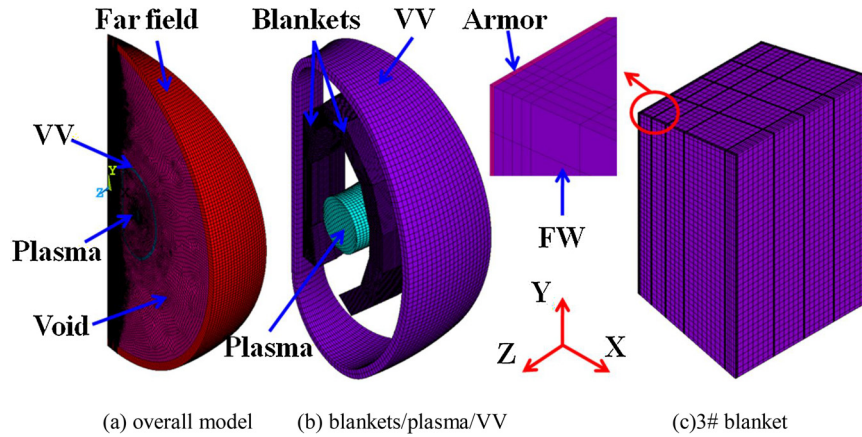 Far field
Blankets
VV
Armor
VV
Y
Z
Plasma
FW
Void
Plasma
Y
Z
X
(a) overall model
(b) blankets/plasma/VV
(c)3# blanket